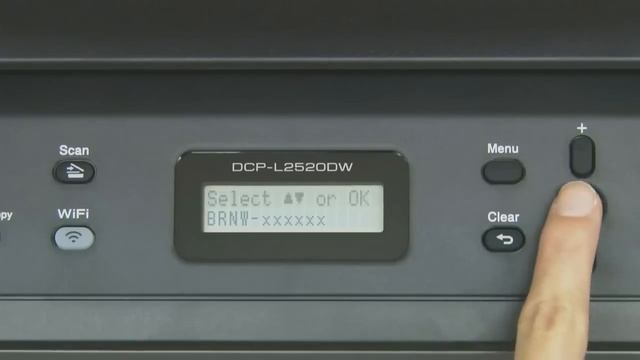 DCP-L2520DW
Select ▲▼ or OK
BRNW-xxxxxx
Scan
WiFi
Menu
Clear
+